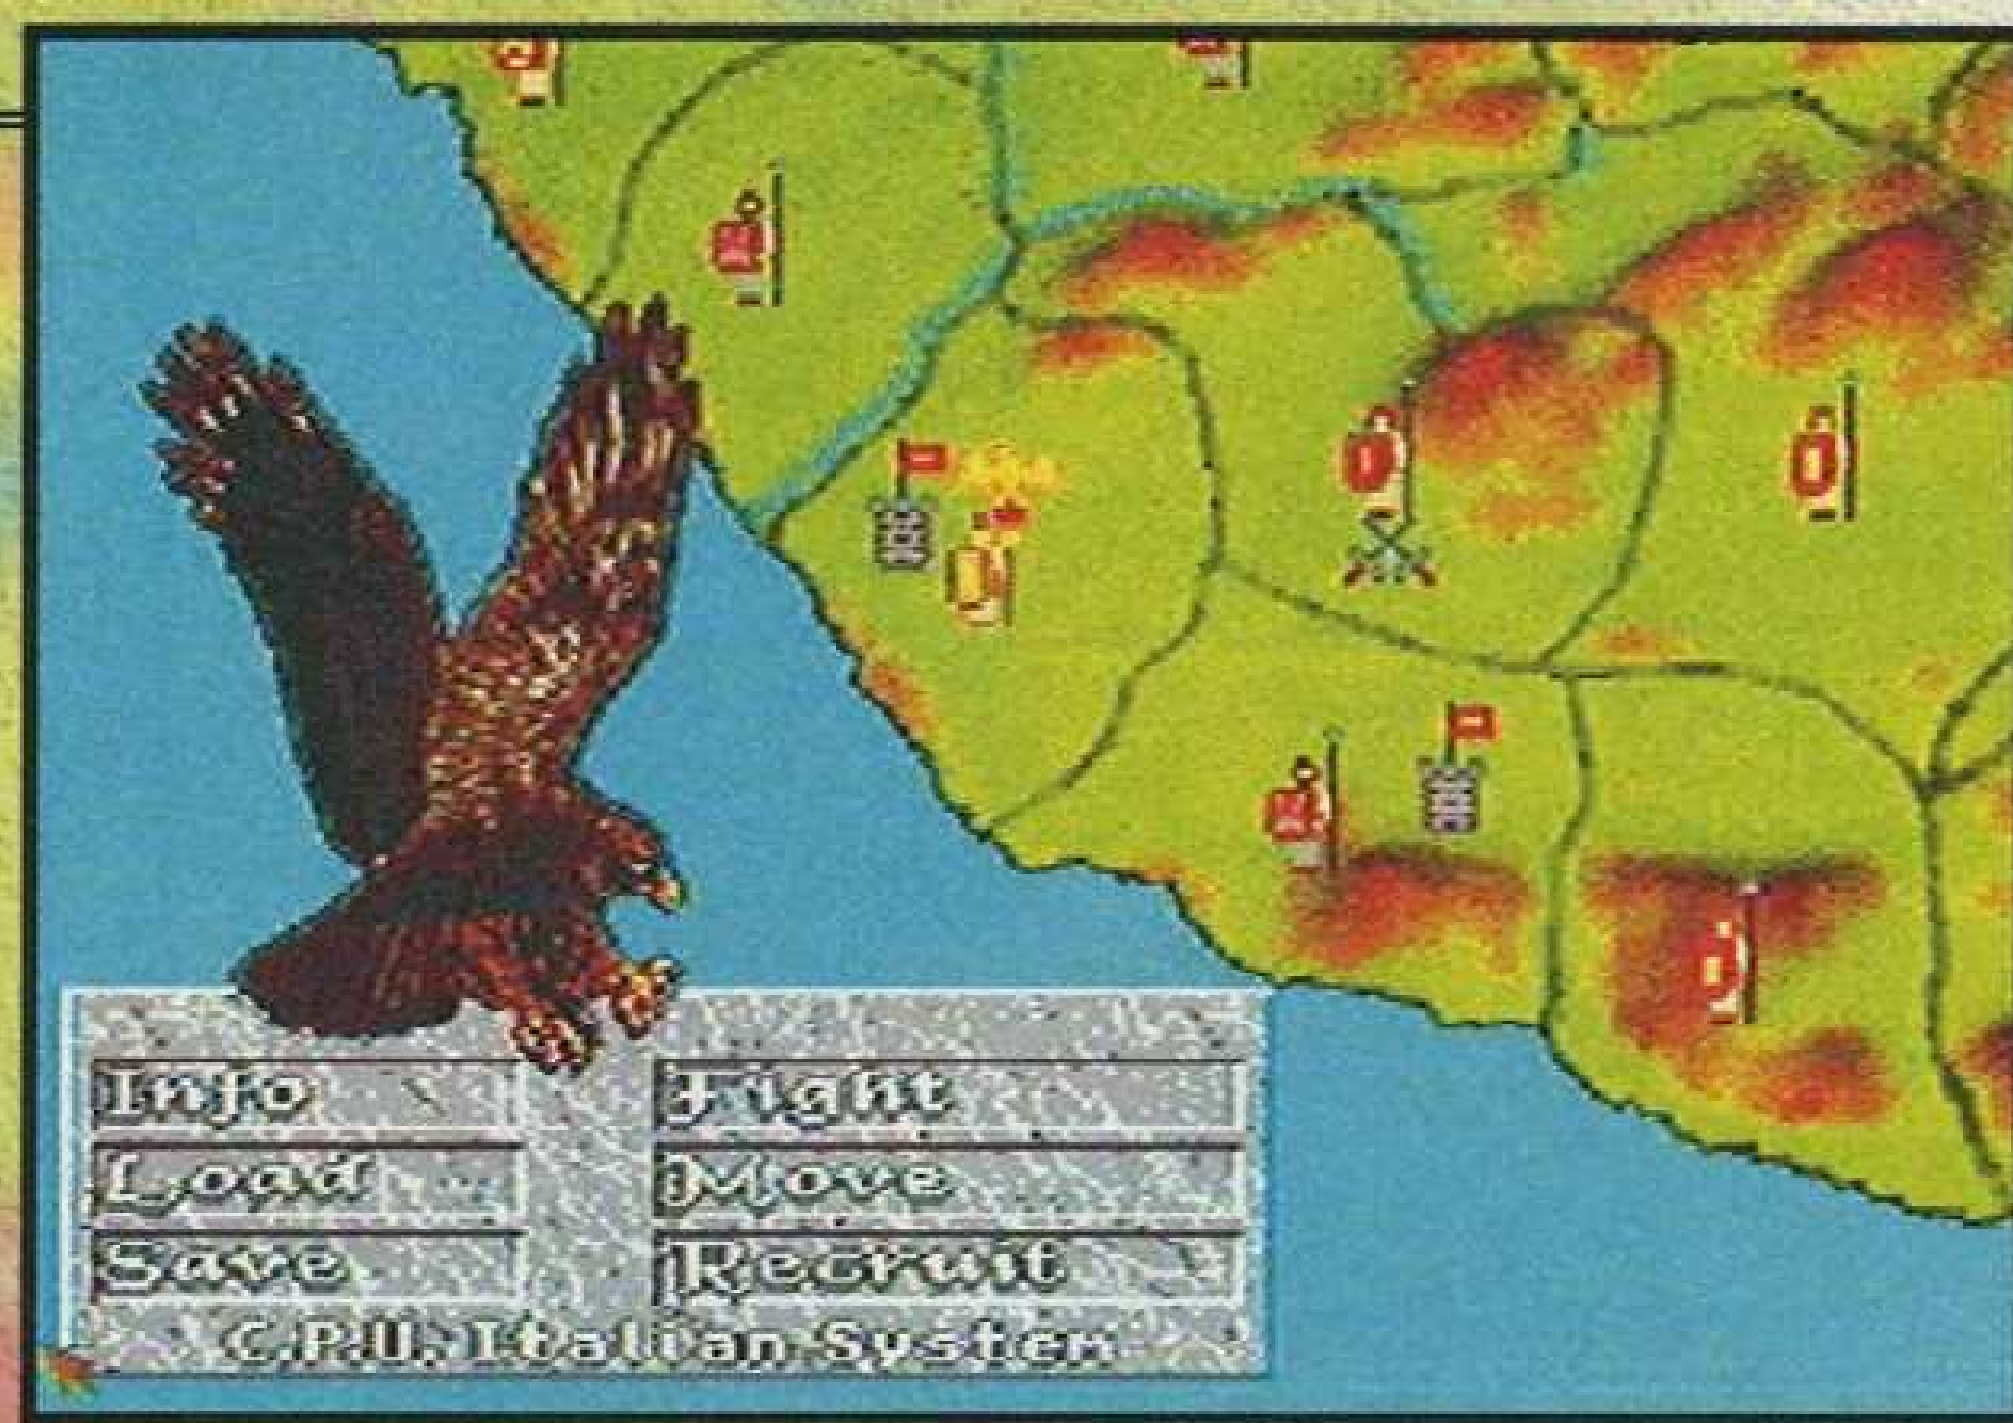 Info
Load
Save
Fight
Move
Recruit
C.P.U. Italian System